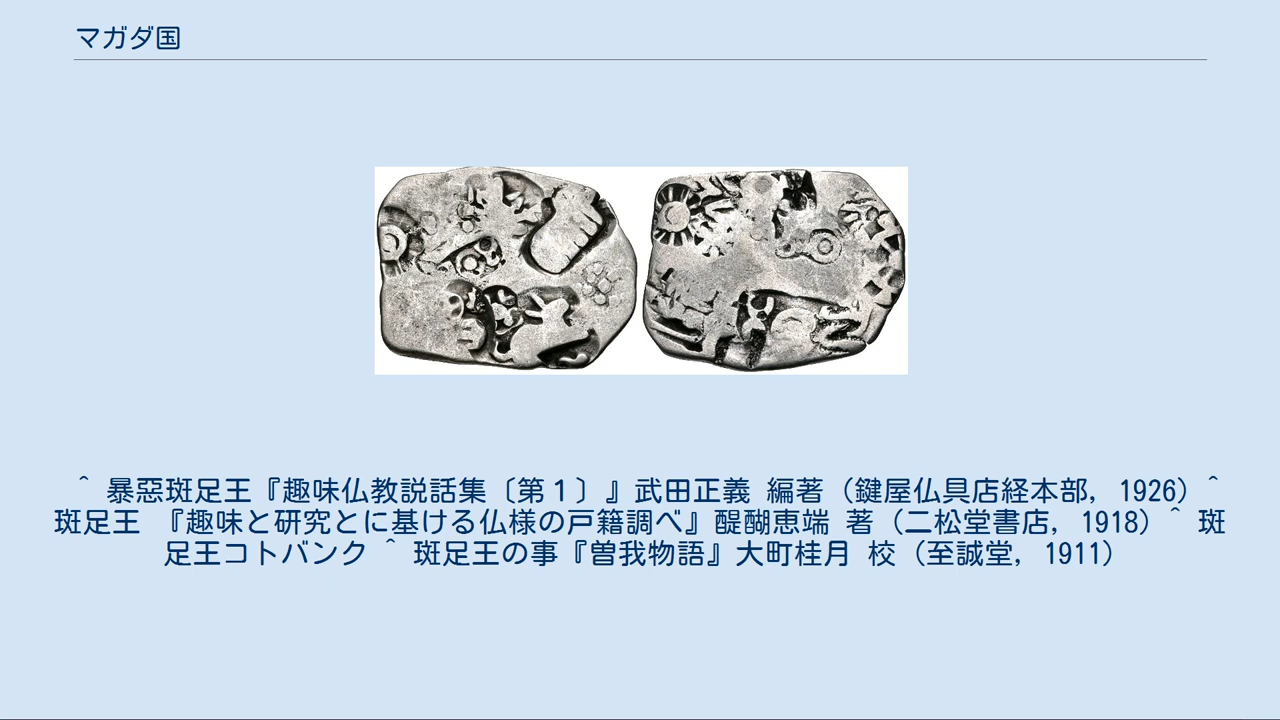 マガダ国
^ 暴惡斑足王『趣味仏教説話集〔第１〕』武田正義 編著（鍵屋仏具店経本部, 1926）^
斑足王 『趣味と研究とに基ける仏様の戸籍調べ』醍醐恵端 著（二松堂書店, 1918）^ 斑
足王コトバンク ^ 斑足王の事『曽我物語』大町桂月 校（至誠堂, 1911）